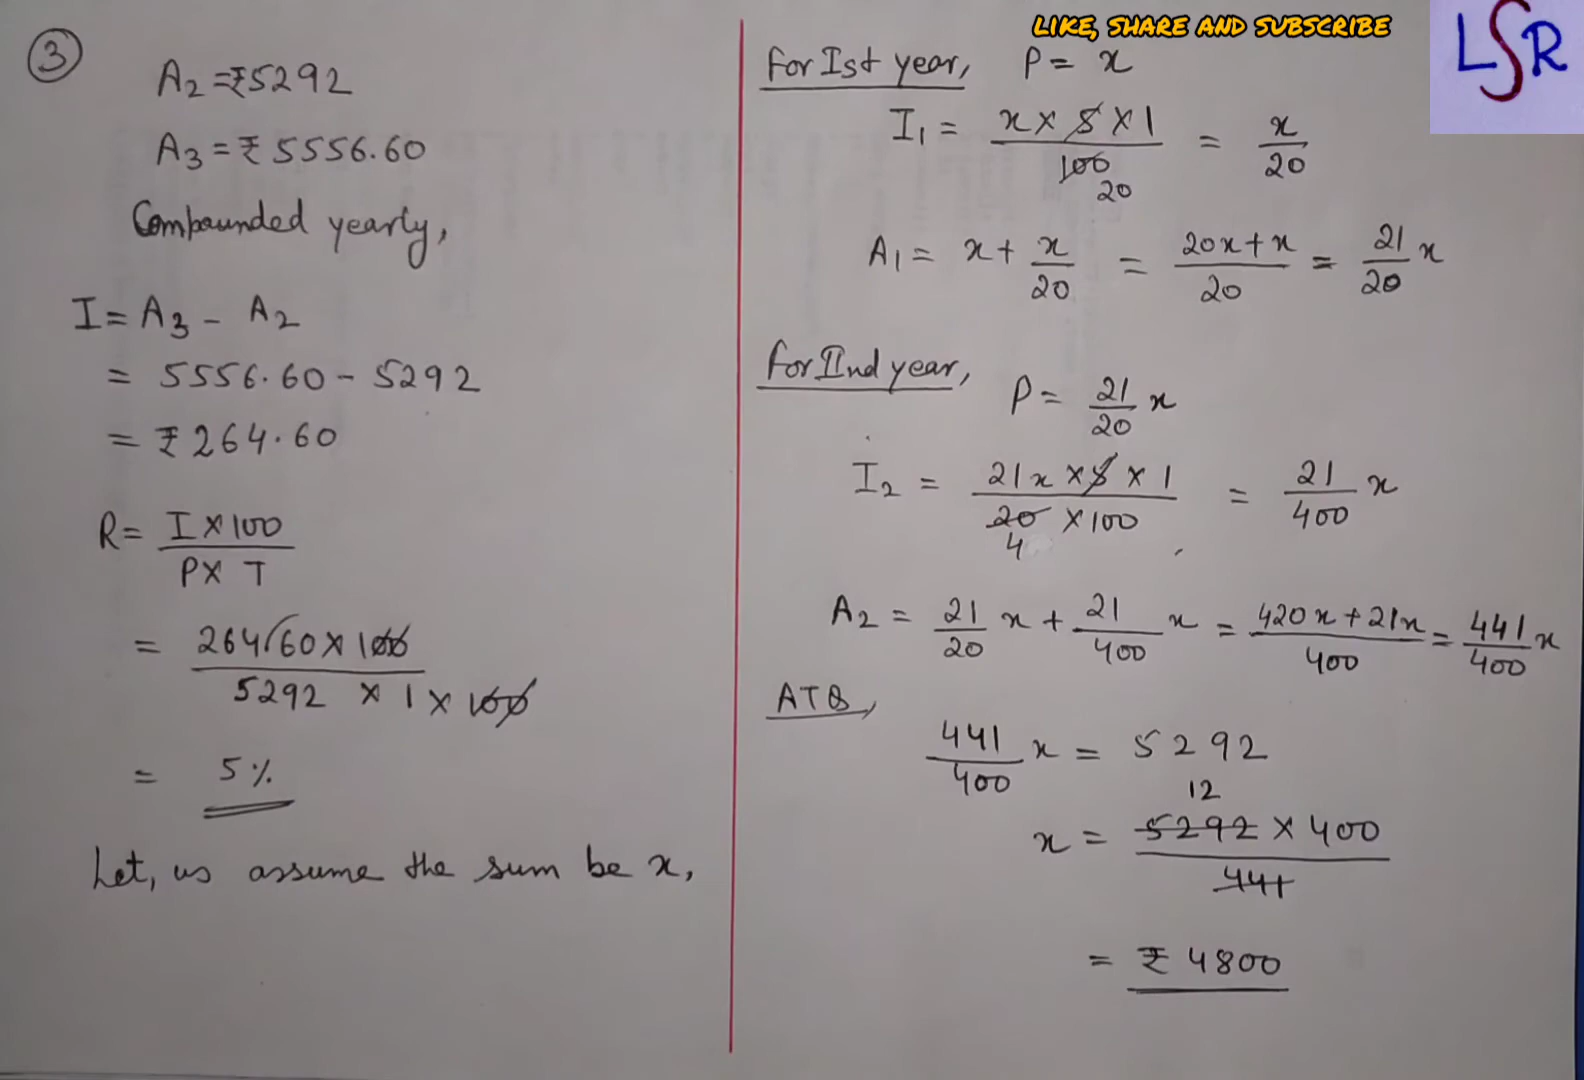 LIKE, SHARE AND SUBSCRIBE
LSR
3
A2 = ₹5292
A3 = ₹ 5556.60
Compounded yearly,
I = A3 - A2
= 5556.60 - 5292
= ₹ 264.60
R = I × 100
P × T
= 264/60 × 100
5292 × 1 × 100
= 5%
Let, us assume the sum be x,
For Ist year, P = x
I1 = x × 5 × 1 / 100 = x / 20
20
A1 = x + x/20 = 20x + x / 20 = 21/20 x
For IInd year,
P = 21/20 x
I2 = 21x × 5 × 1 / 20 × 100 = 21/400 x
4
A2 = 21/20 x + 21/400 x = 420x + 21x / 400 = 441/400 x
ATQ,
441/400 x = 5292
12
x = 5292 × 400 / 441
= ₹ 4800